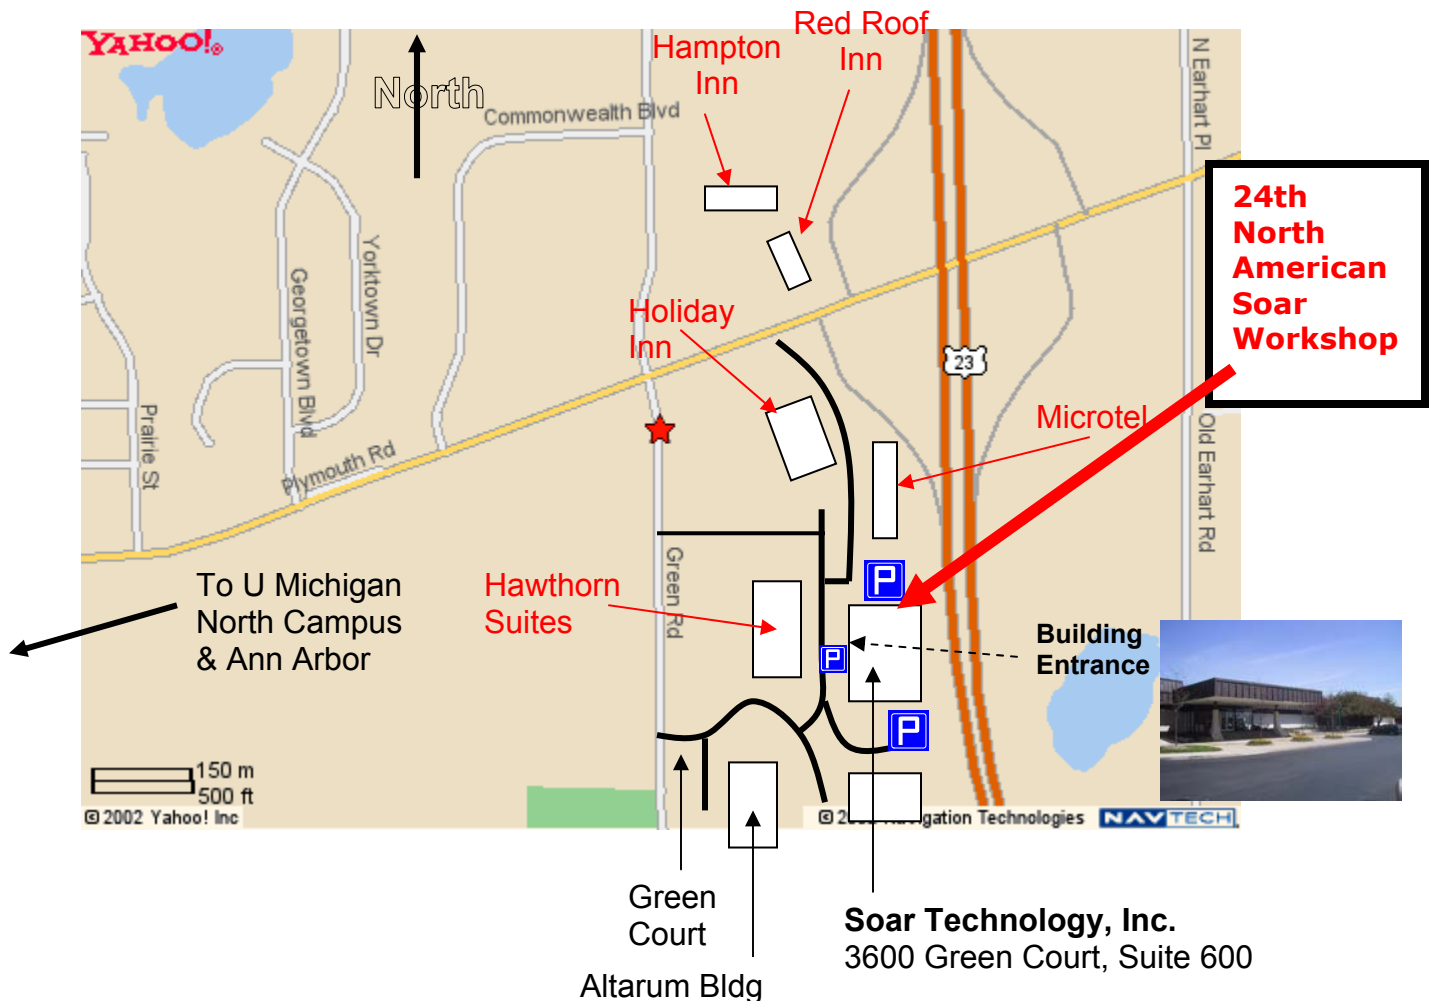 YAHOO!®
North
Hampton
Inn
Red Roof
Inn
N Earhart Pl
Commonwealth Blvd
24th
North
American
Soar
Workshop
Yorktown Dr
Georgetown Blvd
Holiday
Inn
23
Prairie St
Plymouth Rd
Microtel
Old Earhart Rd
To U Michigan
North Campus
& Ann Arbor
Hawthorn
Suites
Green Rd
P
P
P
Building
Entrance
150 m
500 ft
© 2002 Yahoo! Inc
Navigation Technologies
NAVTECH
Green
Court
Altarum Bldg
Soar Technology, Inc.
3600 Green Court, Suite 600